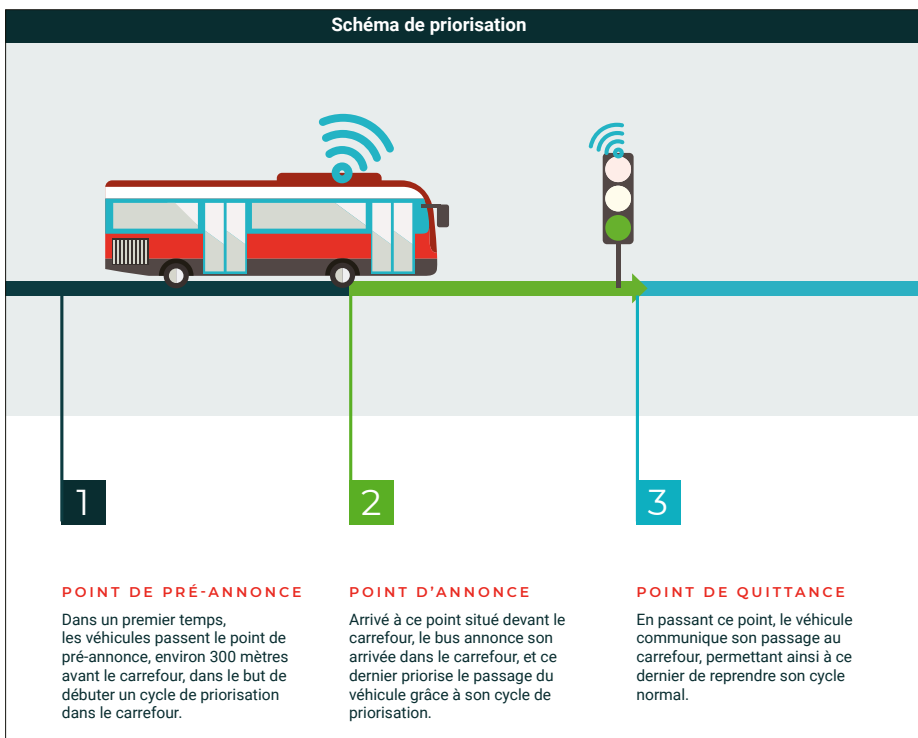 Schéma de priorisation
1
2
3
POINT DE PRÉ-ANNONCE
Dans un premier temps,
les véhicules passent le point de
pré-annonce, environ 300 mètres
avant le carrefour, dans le but de
débuter un cycle de priorisation
dans le carrefour.
POINT D’ANNONCE
Arrivé à ce point situé devant le
carrefour, le bus annonce son
arrivée dans le carrefour, et ce
dernier priorise le passage du
véhicule grâce à son cycle de
priorisation.
POINT DE QUITTANCE
En passant ce point, le véhicule
communique son passage au
carrefour, permettant ainsi à ce
dernier de reprendre son cycle
normal.